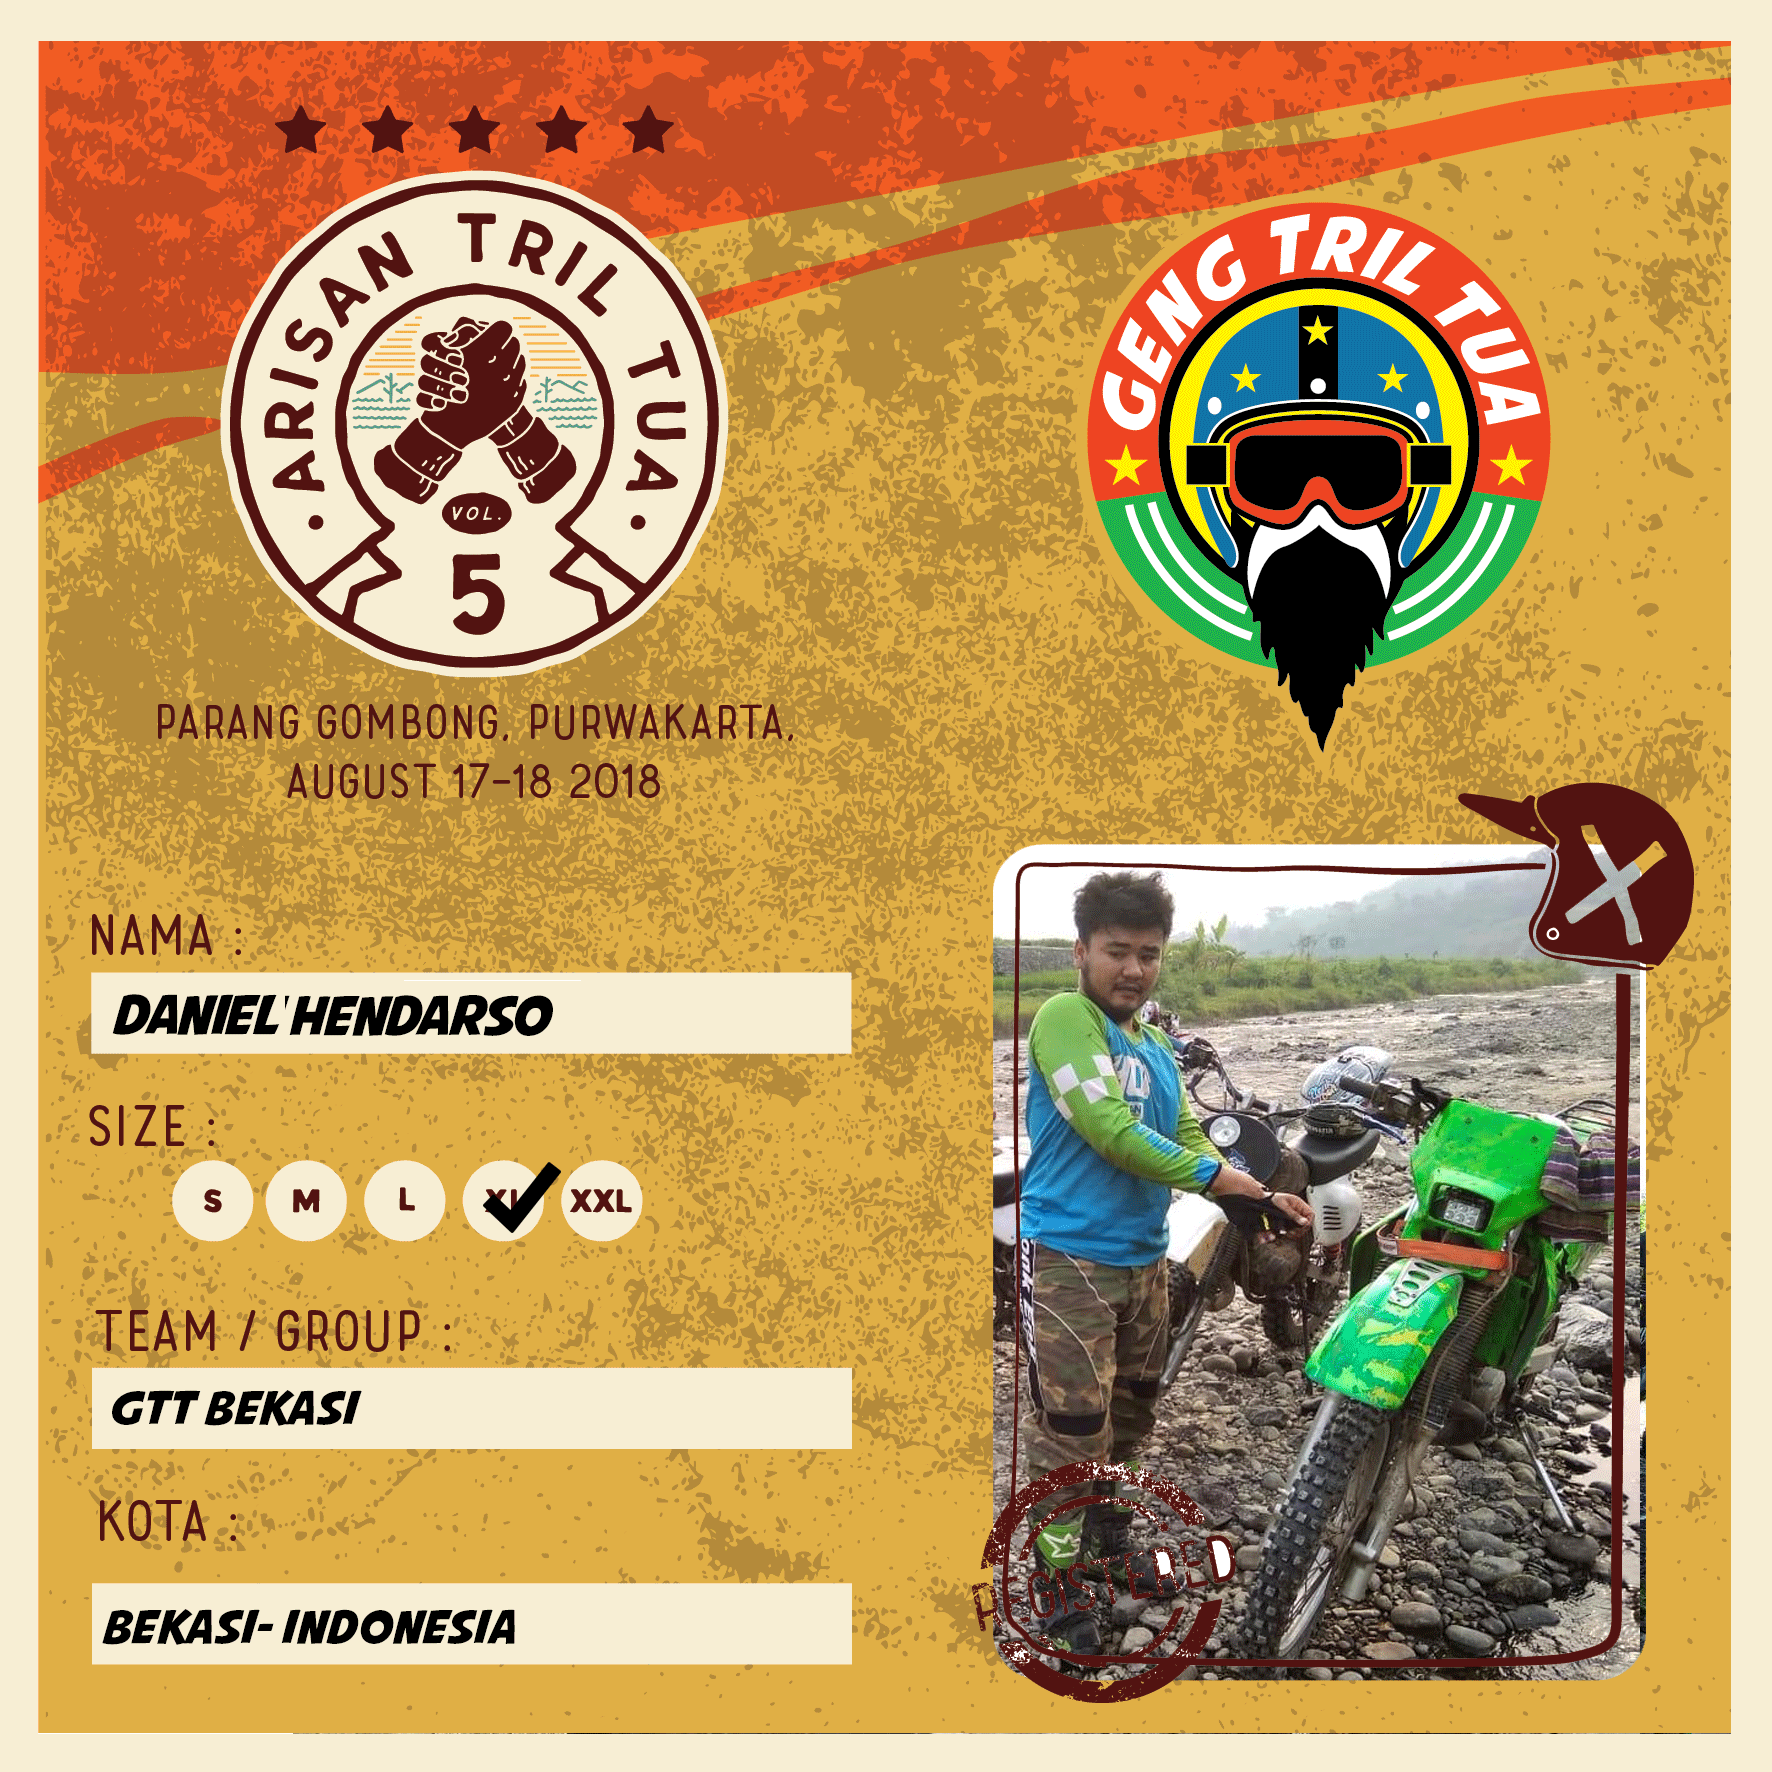 ARISAN TRIL TUA
VOL.
5
GENG TRIL TUA
PARANG GOMBONG, PURWAKARTA,
AUGUST 17-18 2018
NAMA :
DANIEL' HENDARSO
SIZE :
S M L XL XXL
TEAM / GROUP :
GTT BEKASI
KOTA :
BEKASI- INDONESIA
REGISTERED